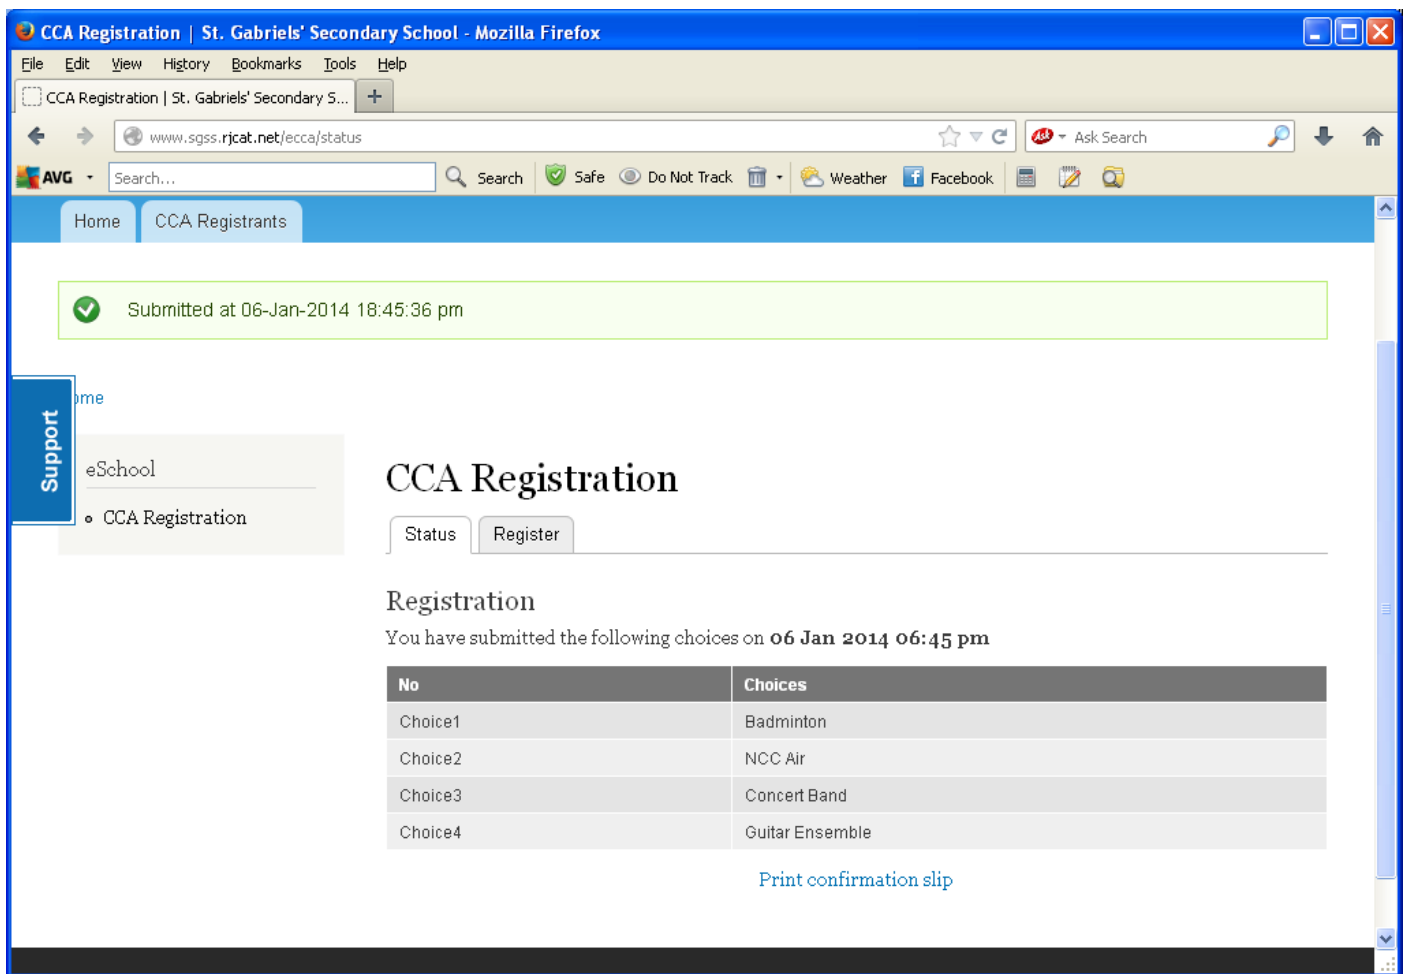 CCA Registration | St. Gabriels' Secondary School - Mozilla Firefox
File Edit View History Bookmarks Tools Help
CCA Registration | St. Gabriels' Secondary S... +
www.sgss.rjcat.net/ecca/status Ask Ask Search
AVG Search... Search Safe Do Not Track Weather Facebook
Home CCA Registrants
Submitted at 06-Jan-2014 18:45:36 pm
ome
Support
eSchool
CCA Registration
CCA Registration
Status Register
Registration
You have submitted the following choices on 06 Jan 2014 06:45 pm
No Choices
Choice1 Badminton
Choice2 NCC Air
Choice3 Concert Band
Choice4 Guitar Ensemble
Print confirmation slip